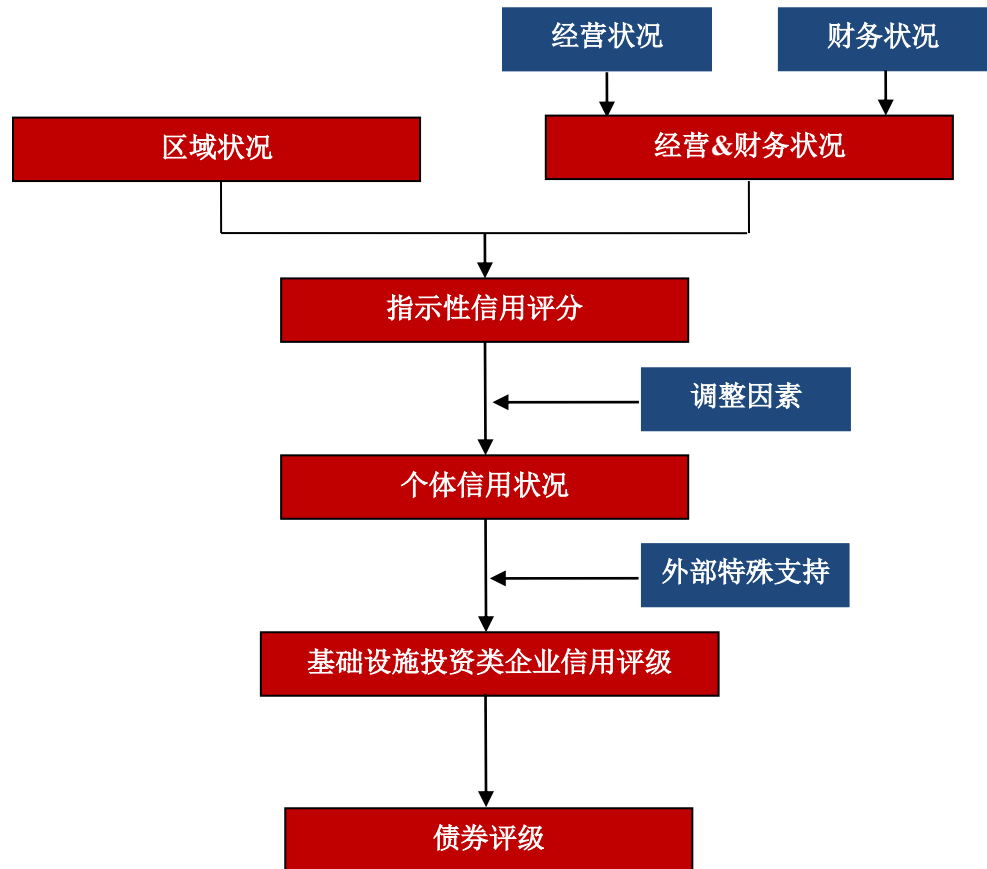 经营状况
财务状况
区域状况
经营&财务状况
指示性信用评分
调整因素
个体信用状况
外部特殊支持
基础设施投资类企业信用评级
债券评级